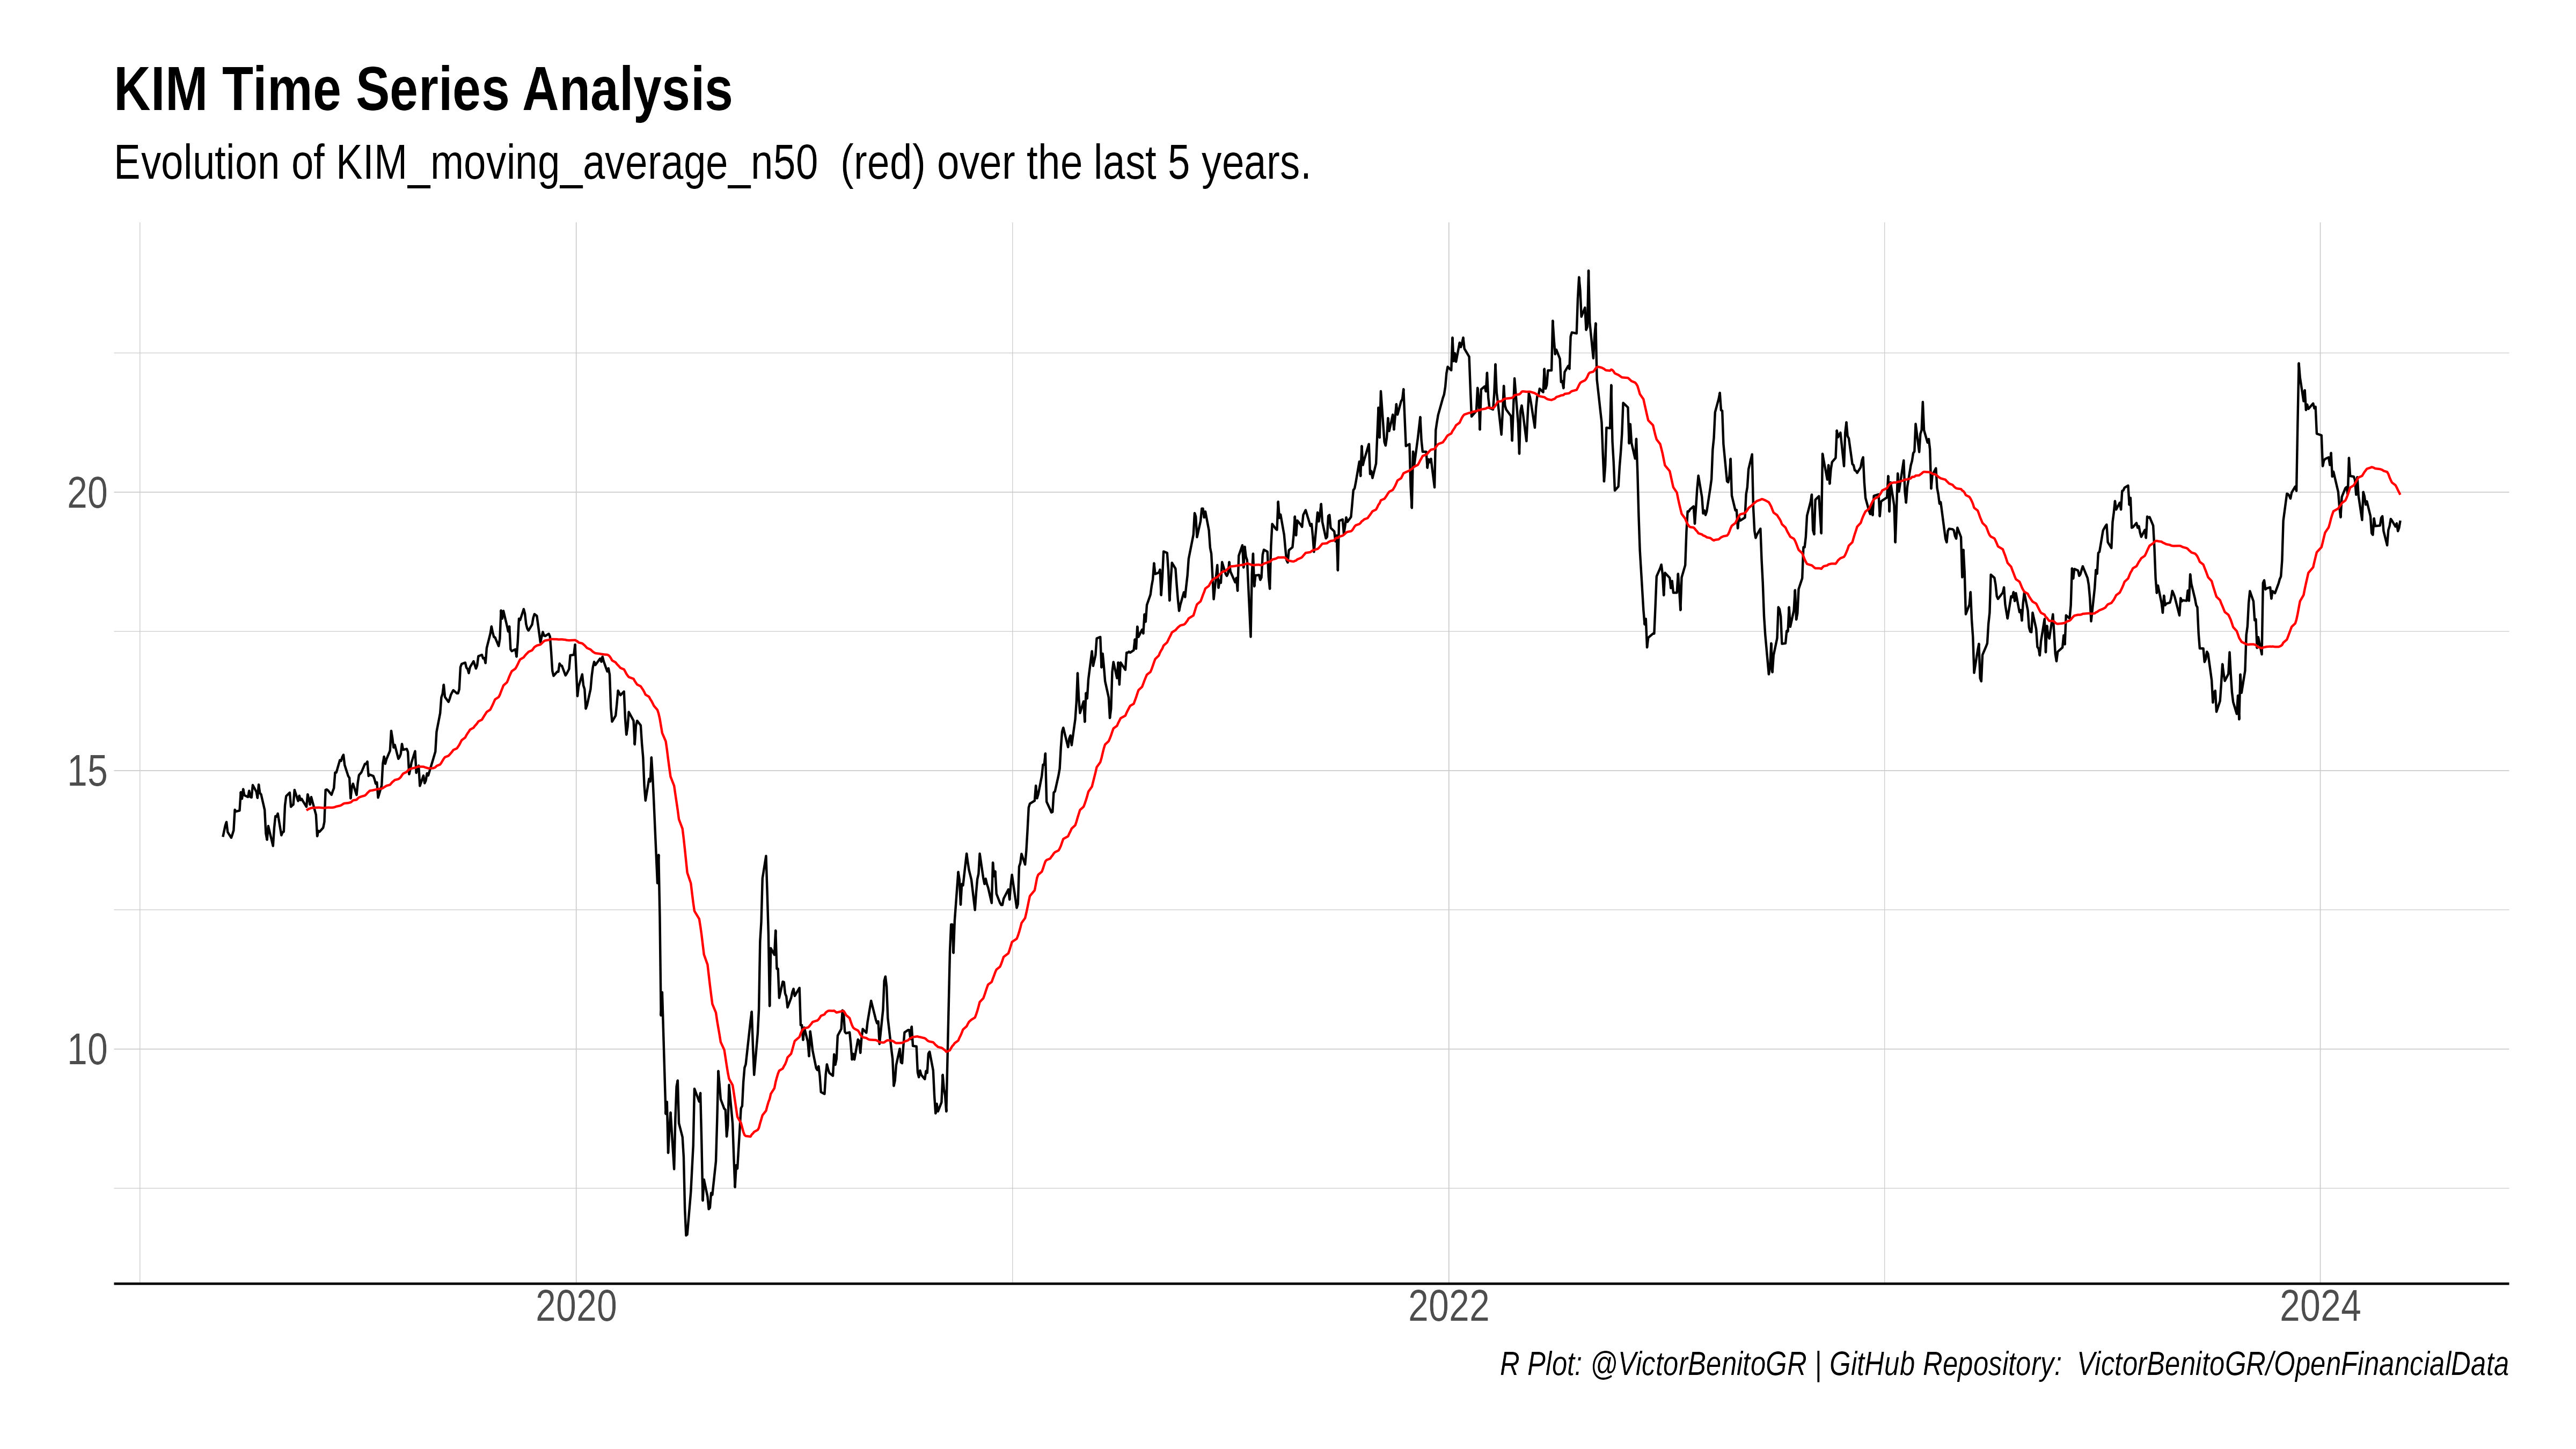 KIM Time Series Analysis
Evolution of KIM_moving_average_n50  (red) over the last 5 years.
20
15
10
2020
2022
2024
R Plot: @VictorBenitoGR | GitHub Repository:  VictorBenitoGR/OpenFinancialData